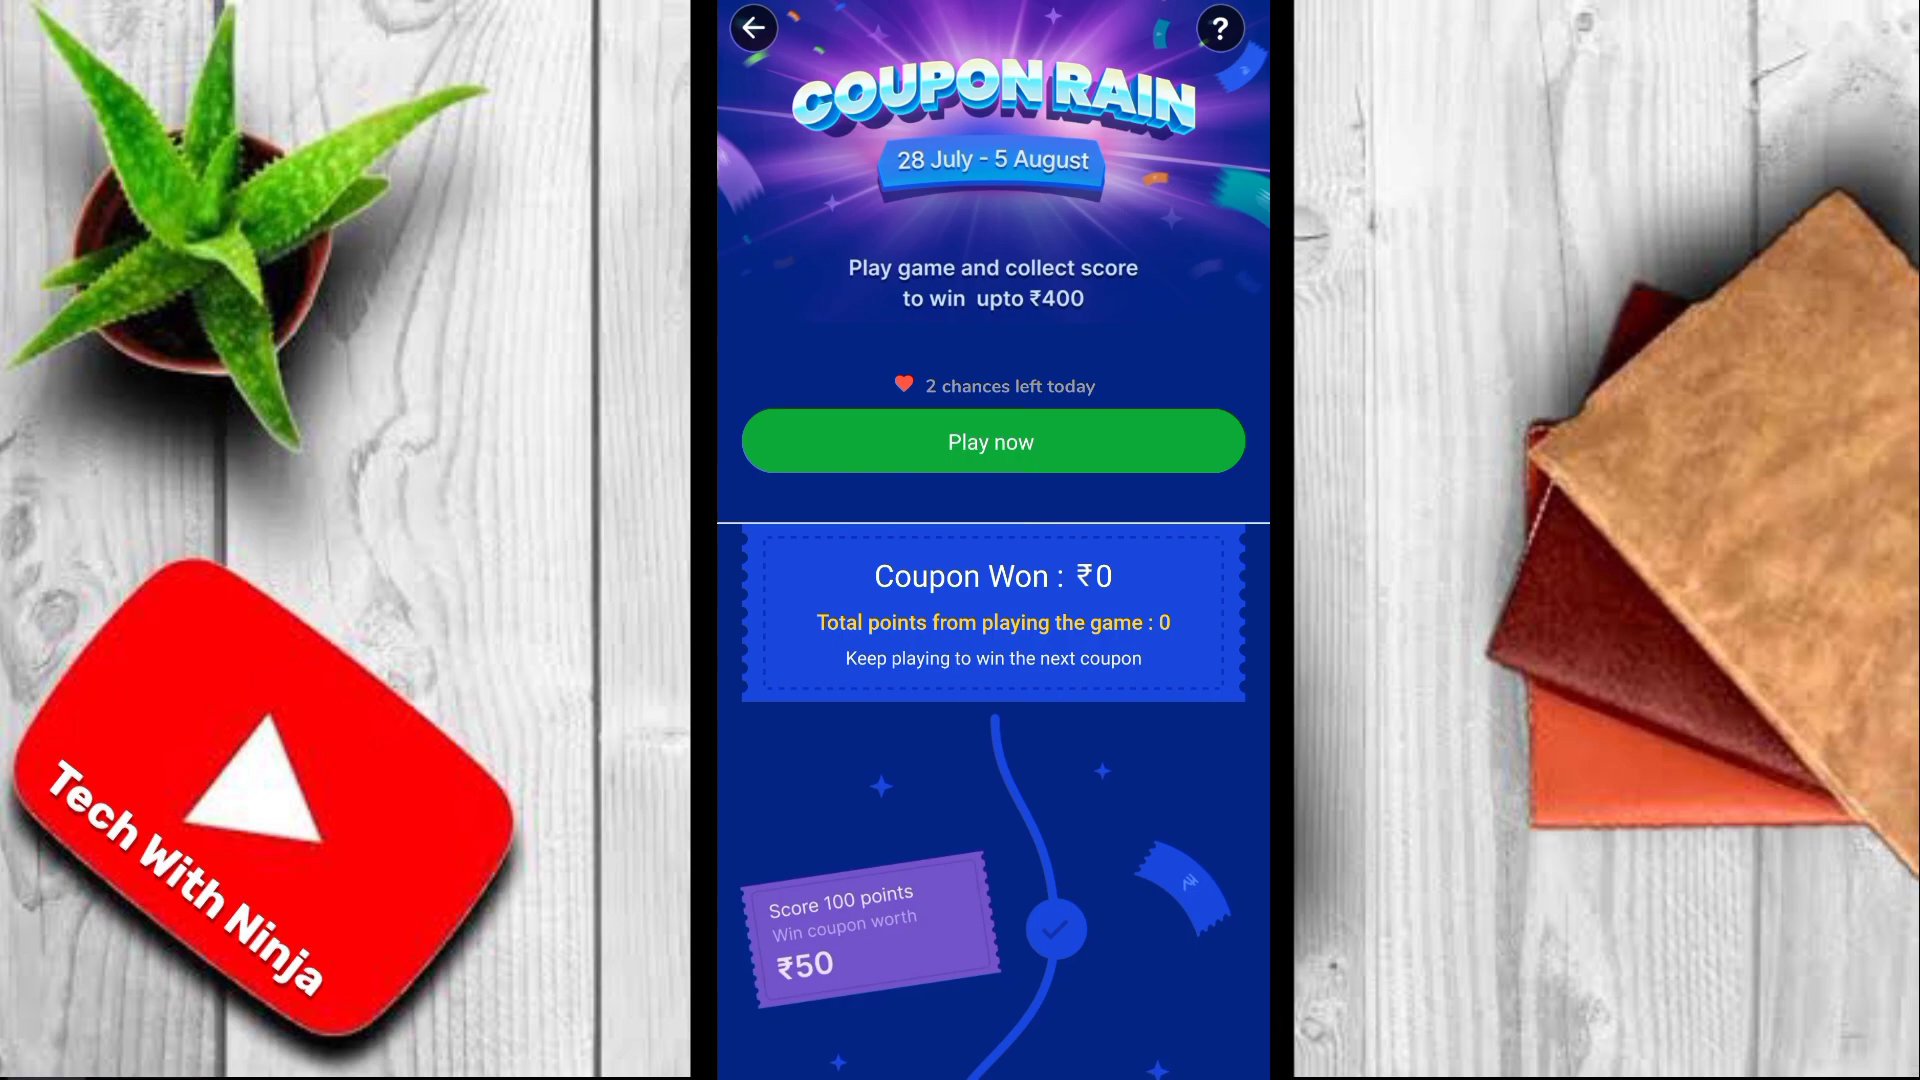 ?
COUPON RAIN
28 July - 5 August
Play game and collect score
to win upto ₹400
2 chances left today
Play now
Coupon Won : ₹0
Total points from playing the game : 0
Keep playing to win the next coupon
Score 100 points
Win coupon worth
₹50
Tech With Ninja